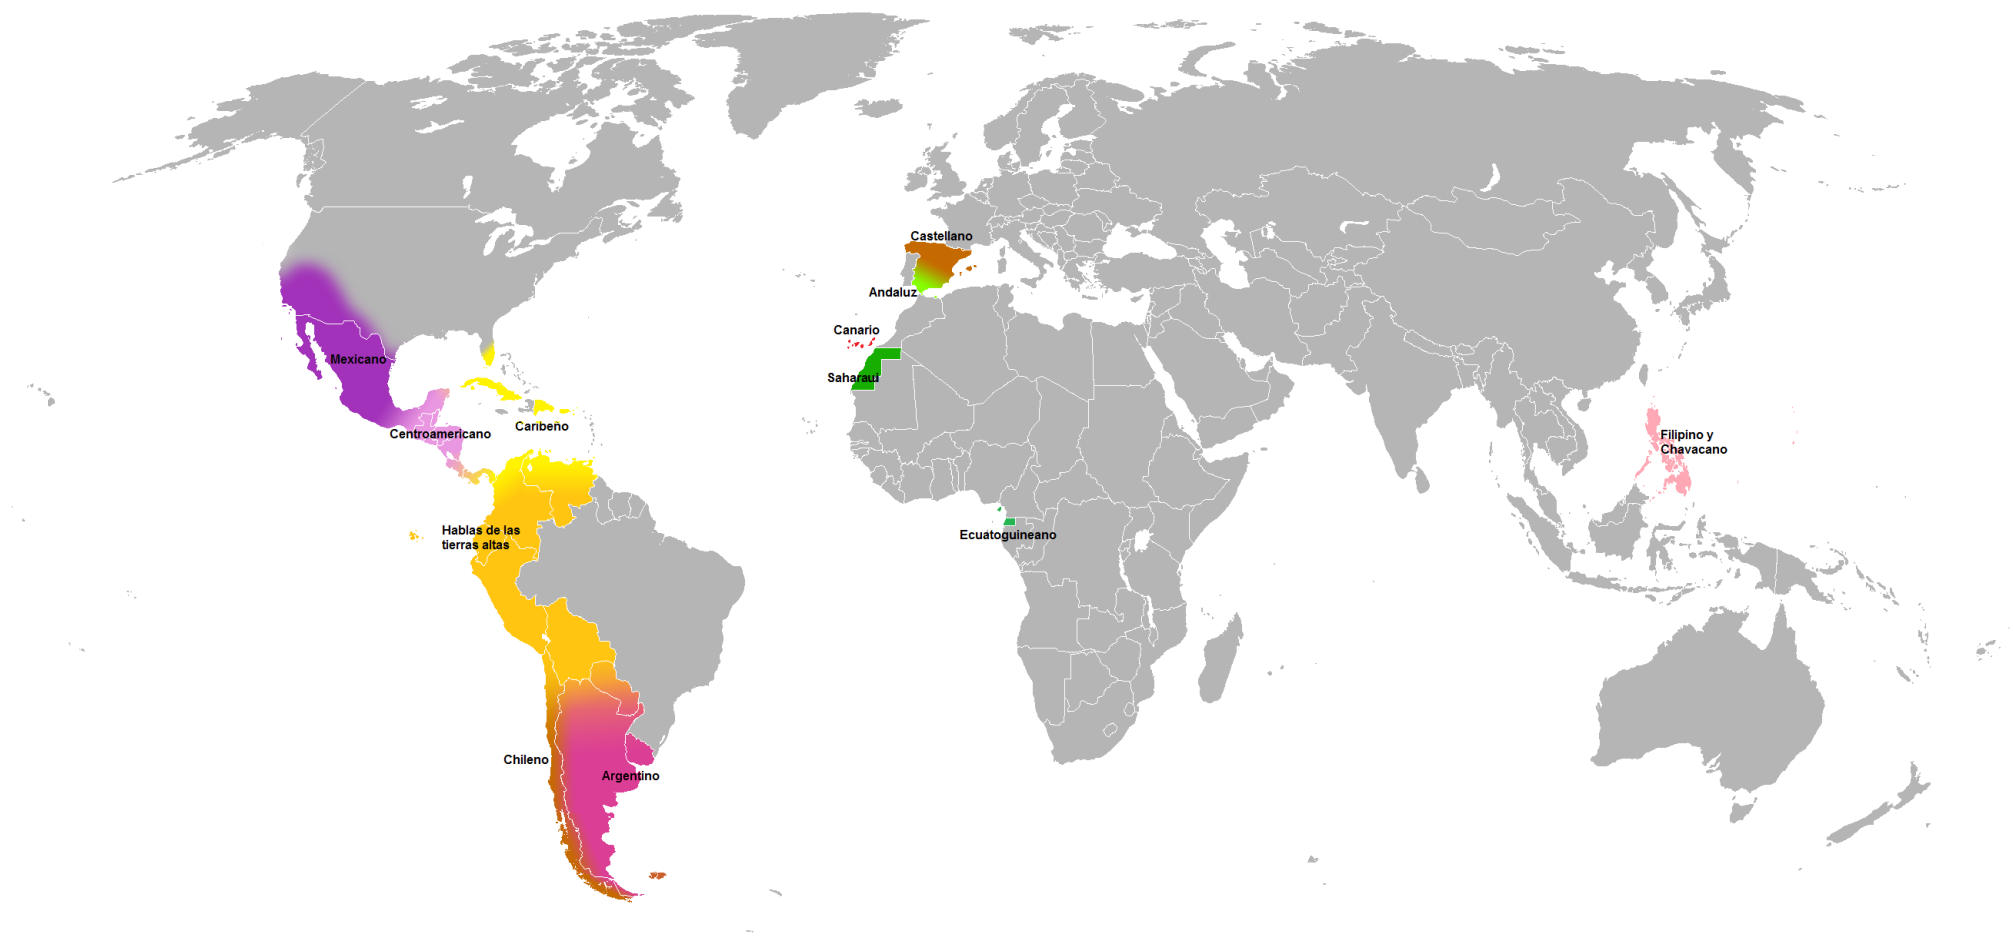 Castellano
Andaluz
Canario
Saharaui
Mexicano
Centroamericano
Caribeño
Filipino y
Chavacano
Hablas de las
tierras altas
Ecuatoguineano
Chileno
Argentino